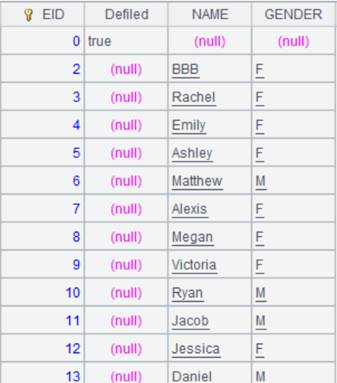 EID Defiled NAME GENDER
0 true (null) (null)
2 (null) BBB F
3 (null) Rachel F
4 (null) Emily F
5 (null) Ashley F
6 (null) Matthew M
7 (null) Alexis F
8 (null) Megan F
9 (null) Victoria F
10 (null) Ryan M
11 (null) Jacob M
12 (null) Jessica F
13 (null) Daniel M